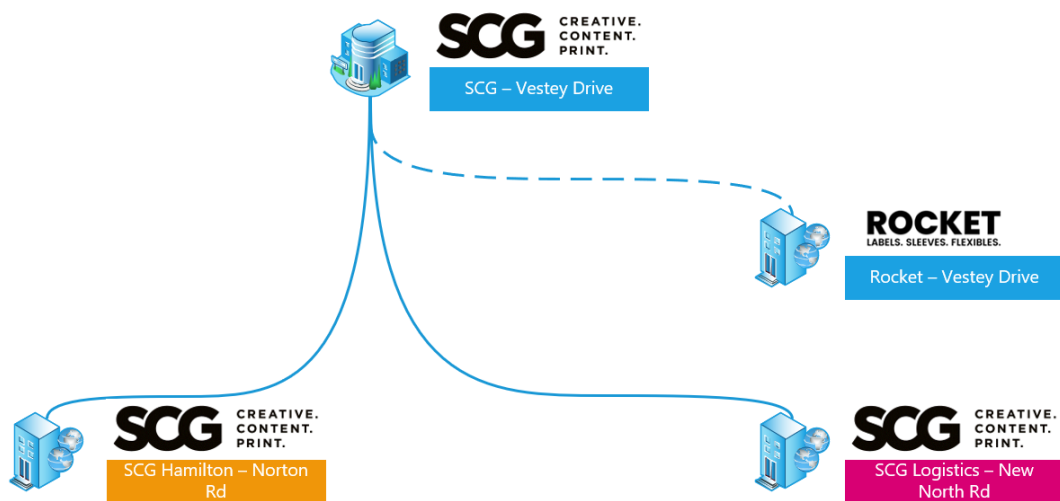 SCG CREATIVE.
CONTENT.
PRINT.
SCG – Vestey Drive
ROCKET
LABELS. SLEEVES. FLEXIBLES.
Rocket – Vestey Drive
SCG CREATIVE.
CONTENT.
PRINT.
SCG Hamilton – Norton
Rd
SCG CREATIVE.
CONTENT.
PRINT.
SCG Logistics – New
North Rd